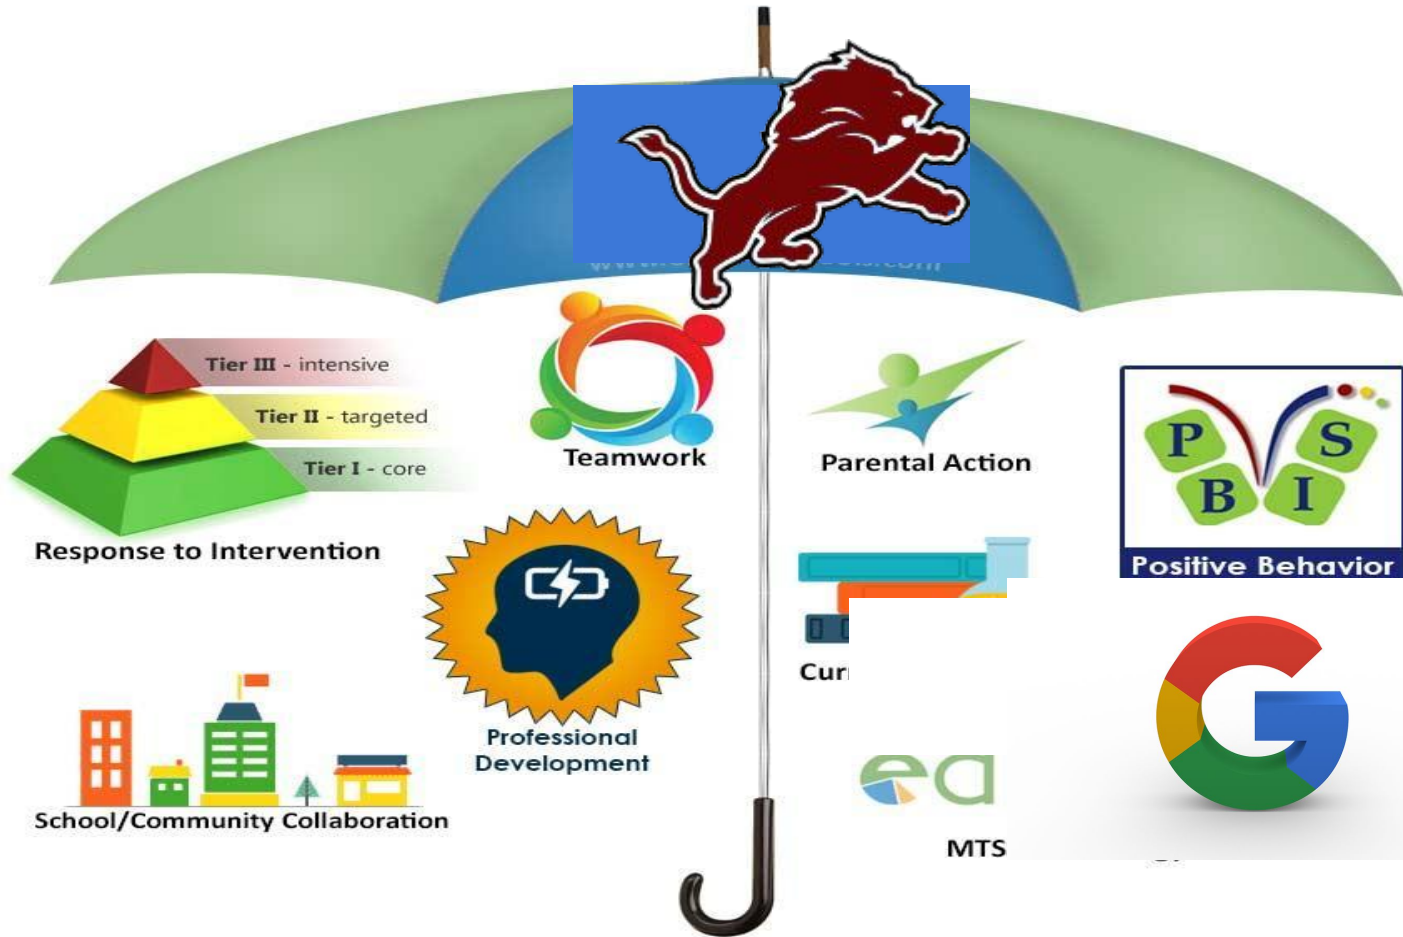 Tier III - intensive
Tier II - targeted
Tier I - core
Response to Intervention
Teamwork
Parental Action
P S
B I
Positive Behavior
Professional
Development
School/Community Collaboration
ea
MTS
G